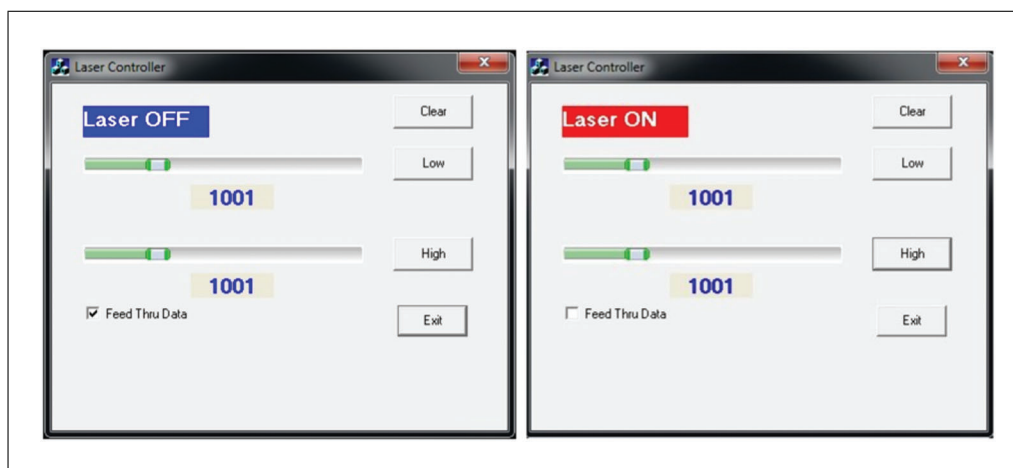 Laser Controller
Laser OFF
Clear
Low
1001
High
1001
Feed Thru Data
Exit
Laser Controller
Laser ON
Clear
Low
1001
High
1001
Feed Thru Data
Exit